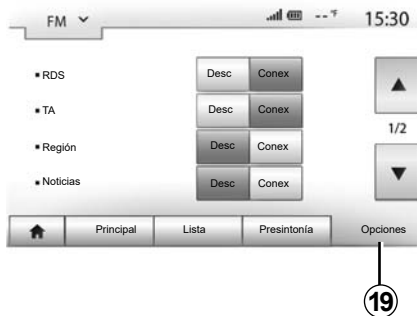 FM -- °F 15:30
RDS Desc Conex
TA Desc Conex
1/2
Región Desc Conex
Noticias Desc Conex
Principal Lista Presintonía Opciones
19